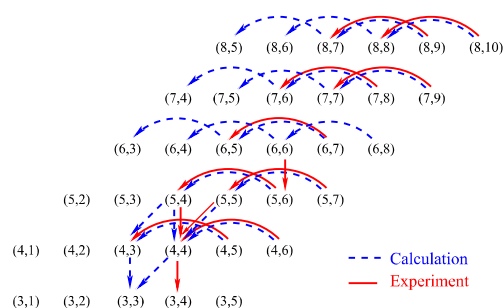 (8,5) (8,6) (8,7) (8,8) (8,9) (8,10)
(7,4) (7,5) (7,6) (7,7) (7,8) (7,9)
(6,3) (6,4) (6,5) (6,6) (6,7) (6,8)
(5,2) (5,3) (5,4) (5,5) (5,6) (5,7)
(4,1) (4,2) (4,3) (4,4) (4,5) (4,6)
Calculation
Experiment
(3,1) (3,2) (3,3) (3,4) (3,5)